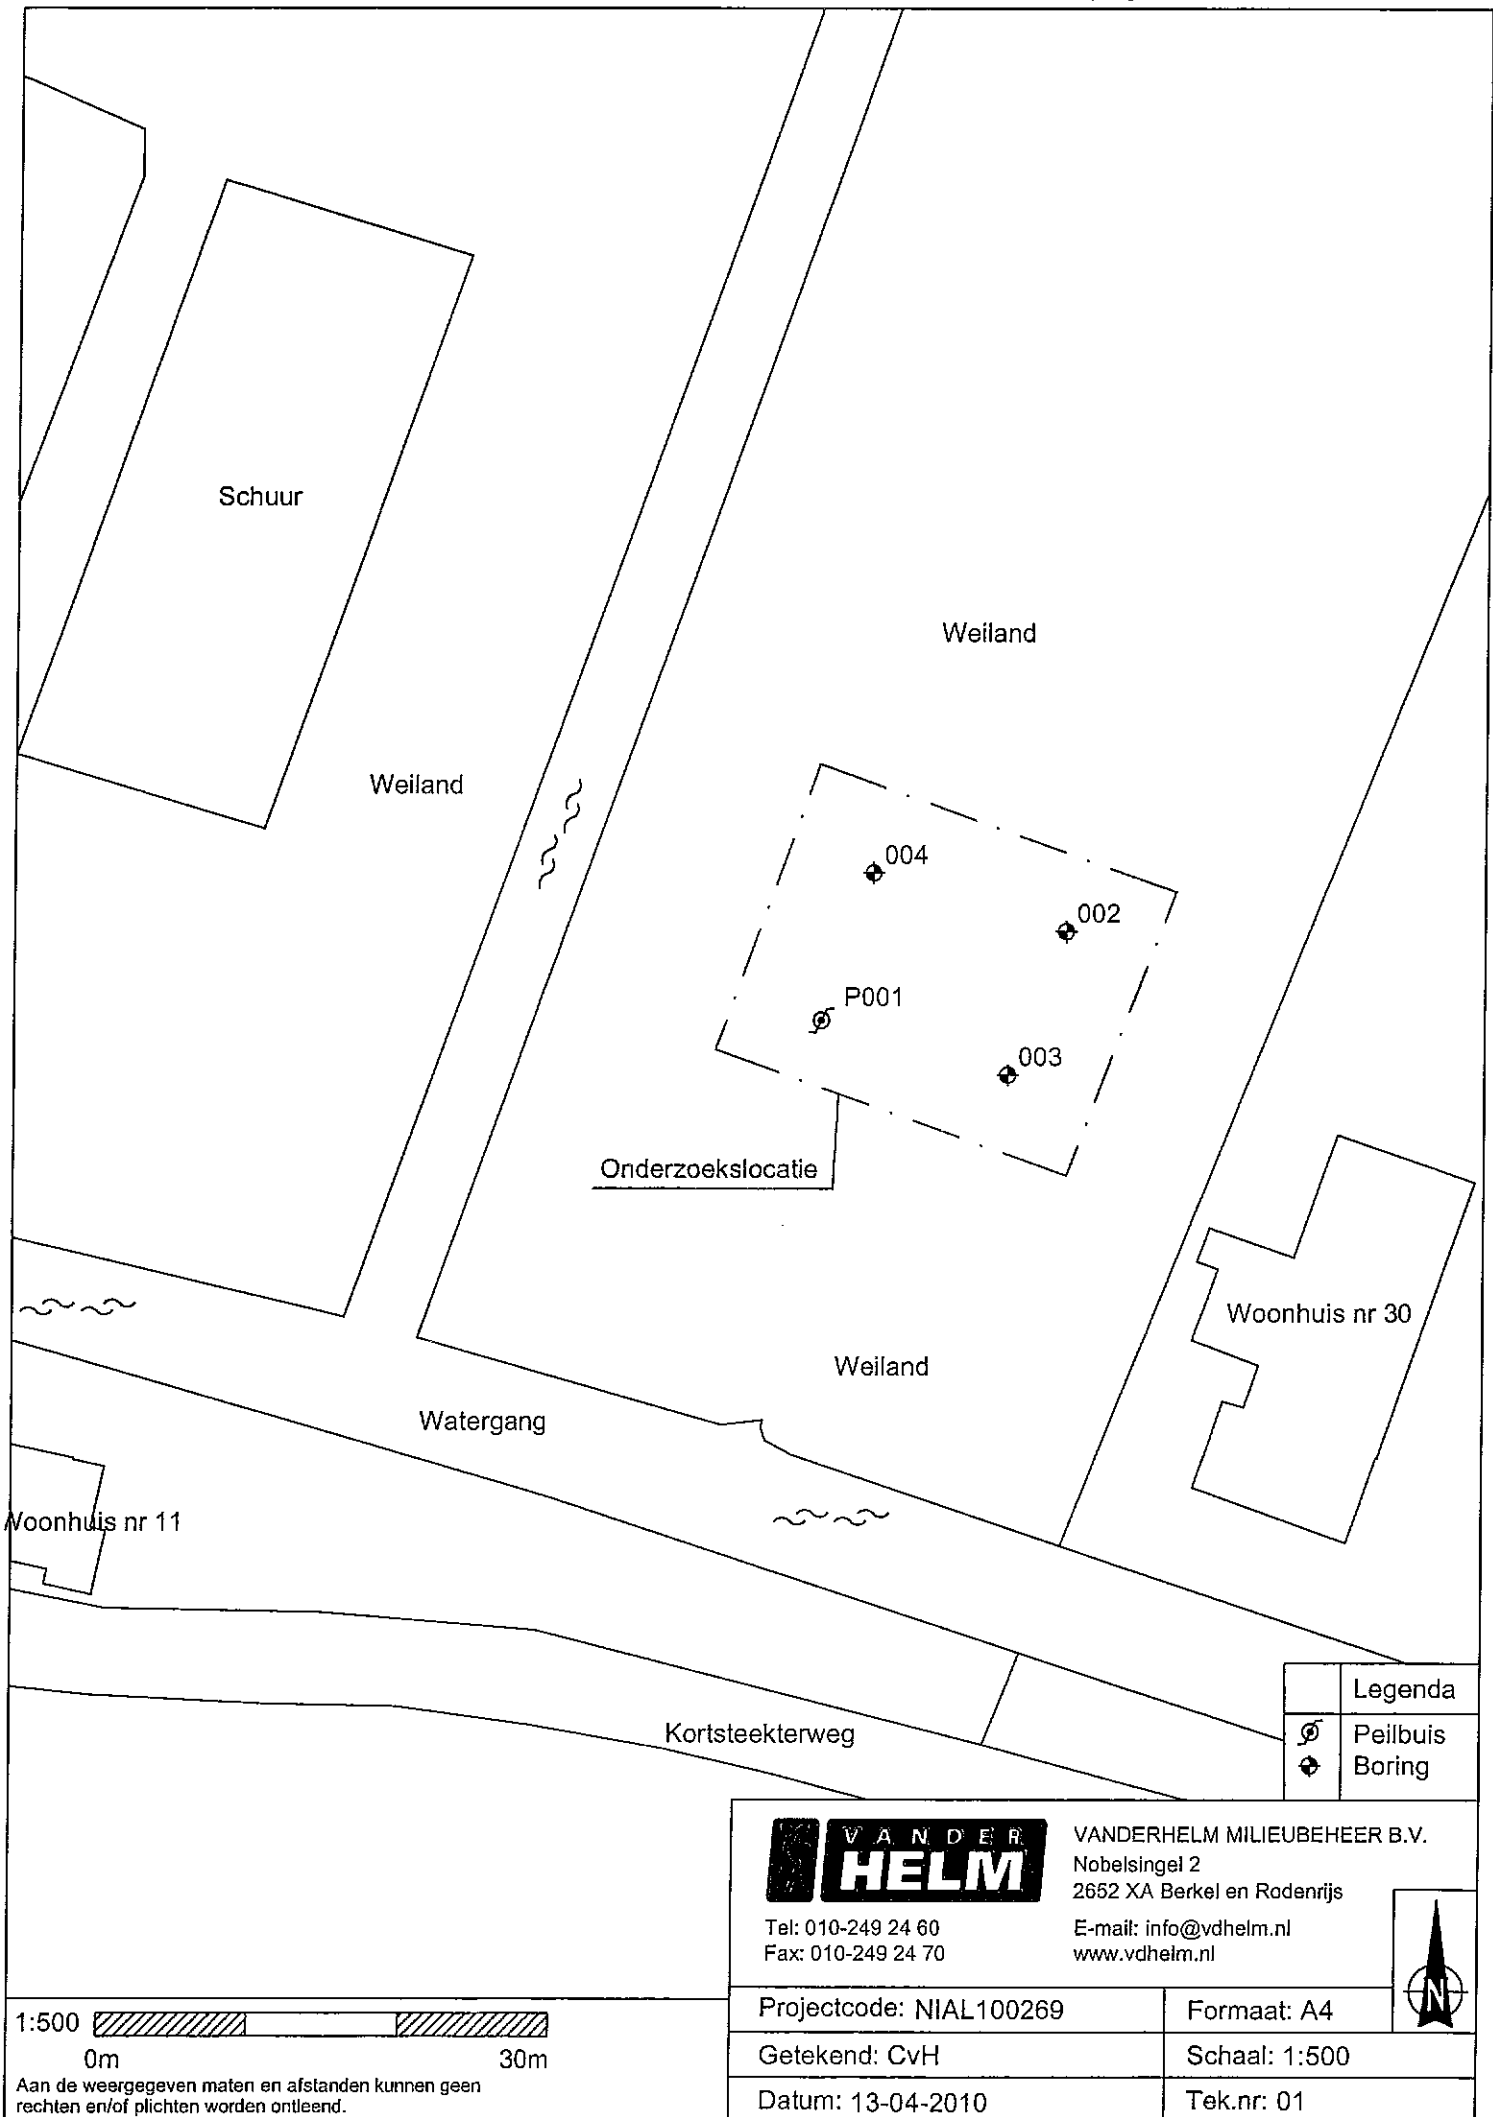 Schuur
Weiland
Weiland
004
002
P001
003
Onderzoekslocatie
Woonhuis nr 30
Weiland
Watergang
Woonhuis nr 11
Kortsteekterweg
Legenda
Peilbuis
Boring
VANDER
HELM
VANDERHELM MILIEUBEHEER B.V.
Nobelsingel 2
2652 XA Berkel en Rodenrijs
Tel: 010-249 24 60
Fax: 010-249 24 70
E-mail: info@vdhelm.nl
www.vdhelm.nl
N
Projectcode: NIAL100269
Formaat: A4
Getekend: CvH
Schaal: 1:500
Datum: 13-04-2010
Tek.nr: 01
1:500
0m 30m
Aan de weergegeven maten en afstanden kunnen geen
rechten en/of plichten worden ontleend.